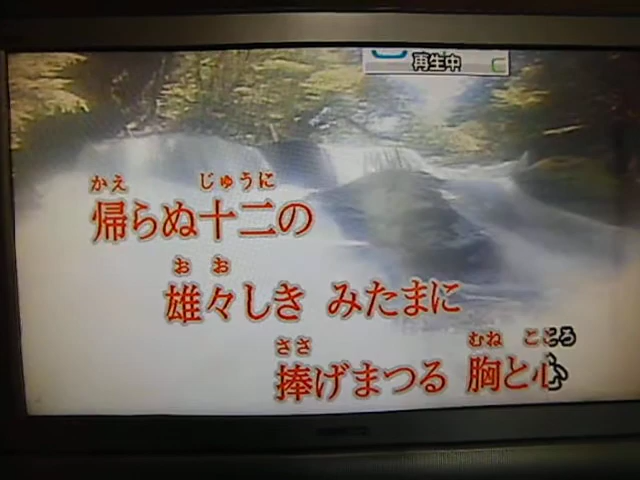 再生中
かえ じゅうに
帰らぬ十二の
お お
雄々しき みたまに
ささ むね こころ
捧げまつる 胸と心